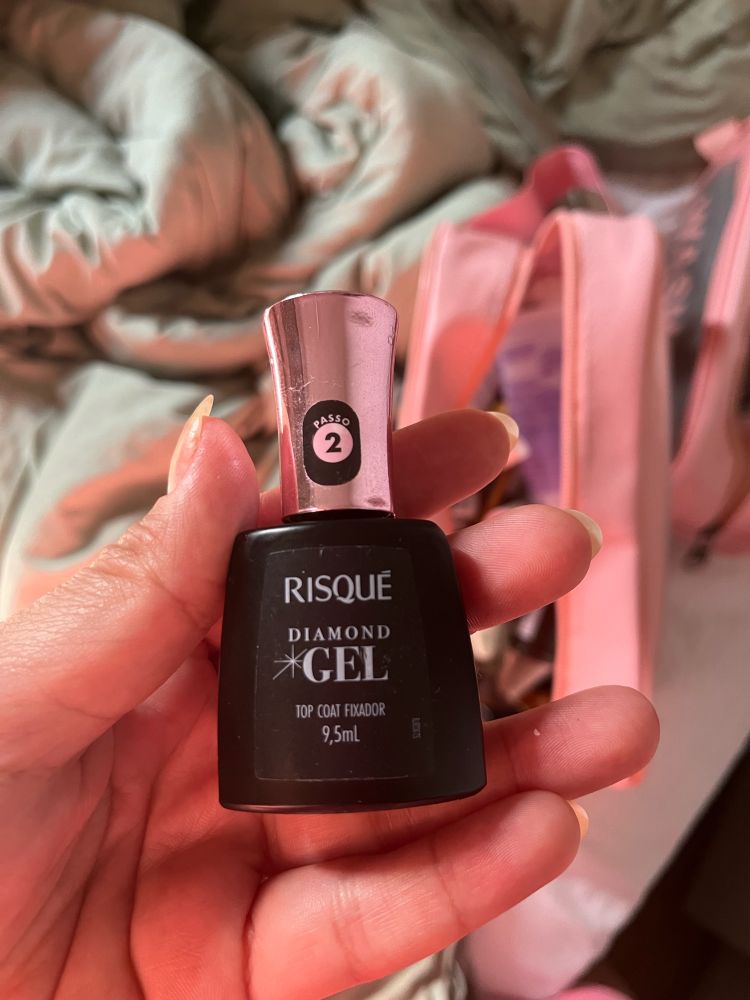 PASSO
2
RISQUÉ
DIAMOND
GEL
TOP COAT FIXADOR
9,5mL